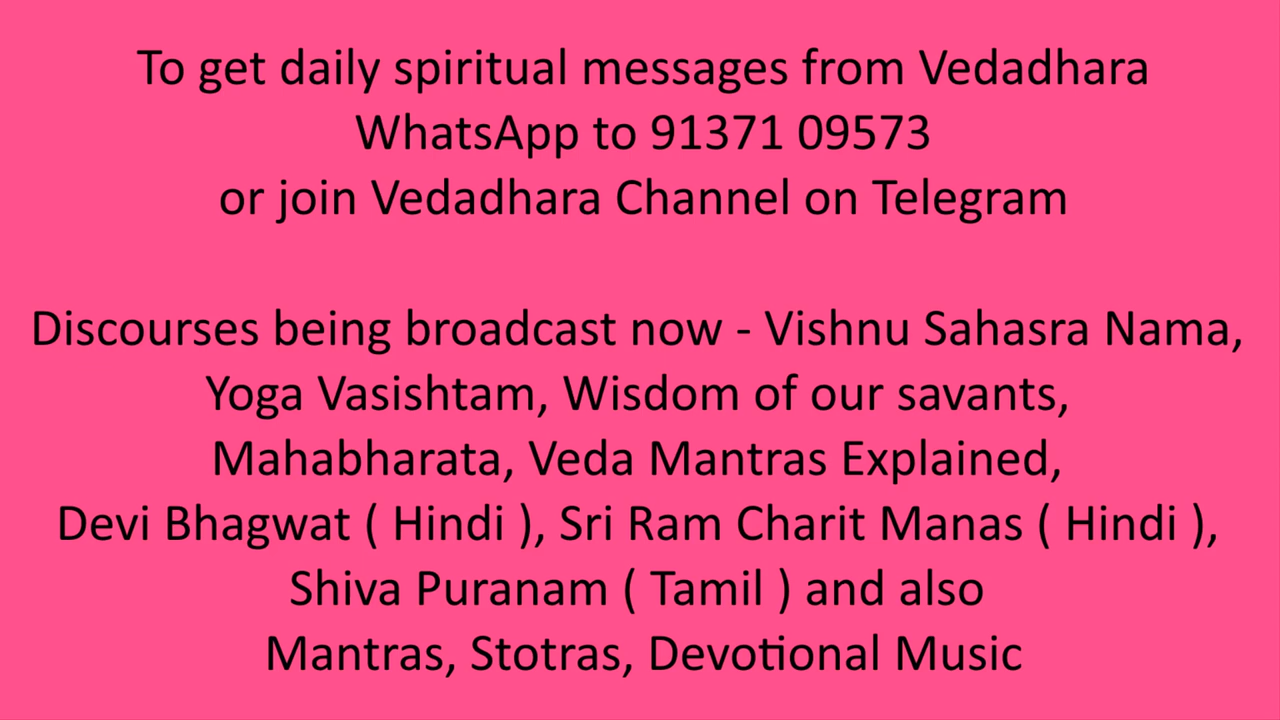 To get daily spiritual messages from Vedadhara
WhatsApp to 91371 09573
or join Vedadhara Channel on Telegram
Discourses being broadcast now - Vishnu Sahasra Nama,
Yoga Vasishtam, Wisdom of our savants,
Mahabharata, Veda Mantras Explained,
Devi Bhagwat ( Hindi ), Sri Ram Charit Manas ( Hindi ),
Shiva Puranam ( Tamil ) and also
Mantras, Stotras, Devotional Music